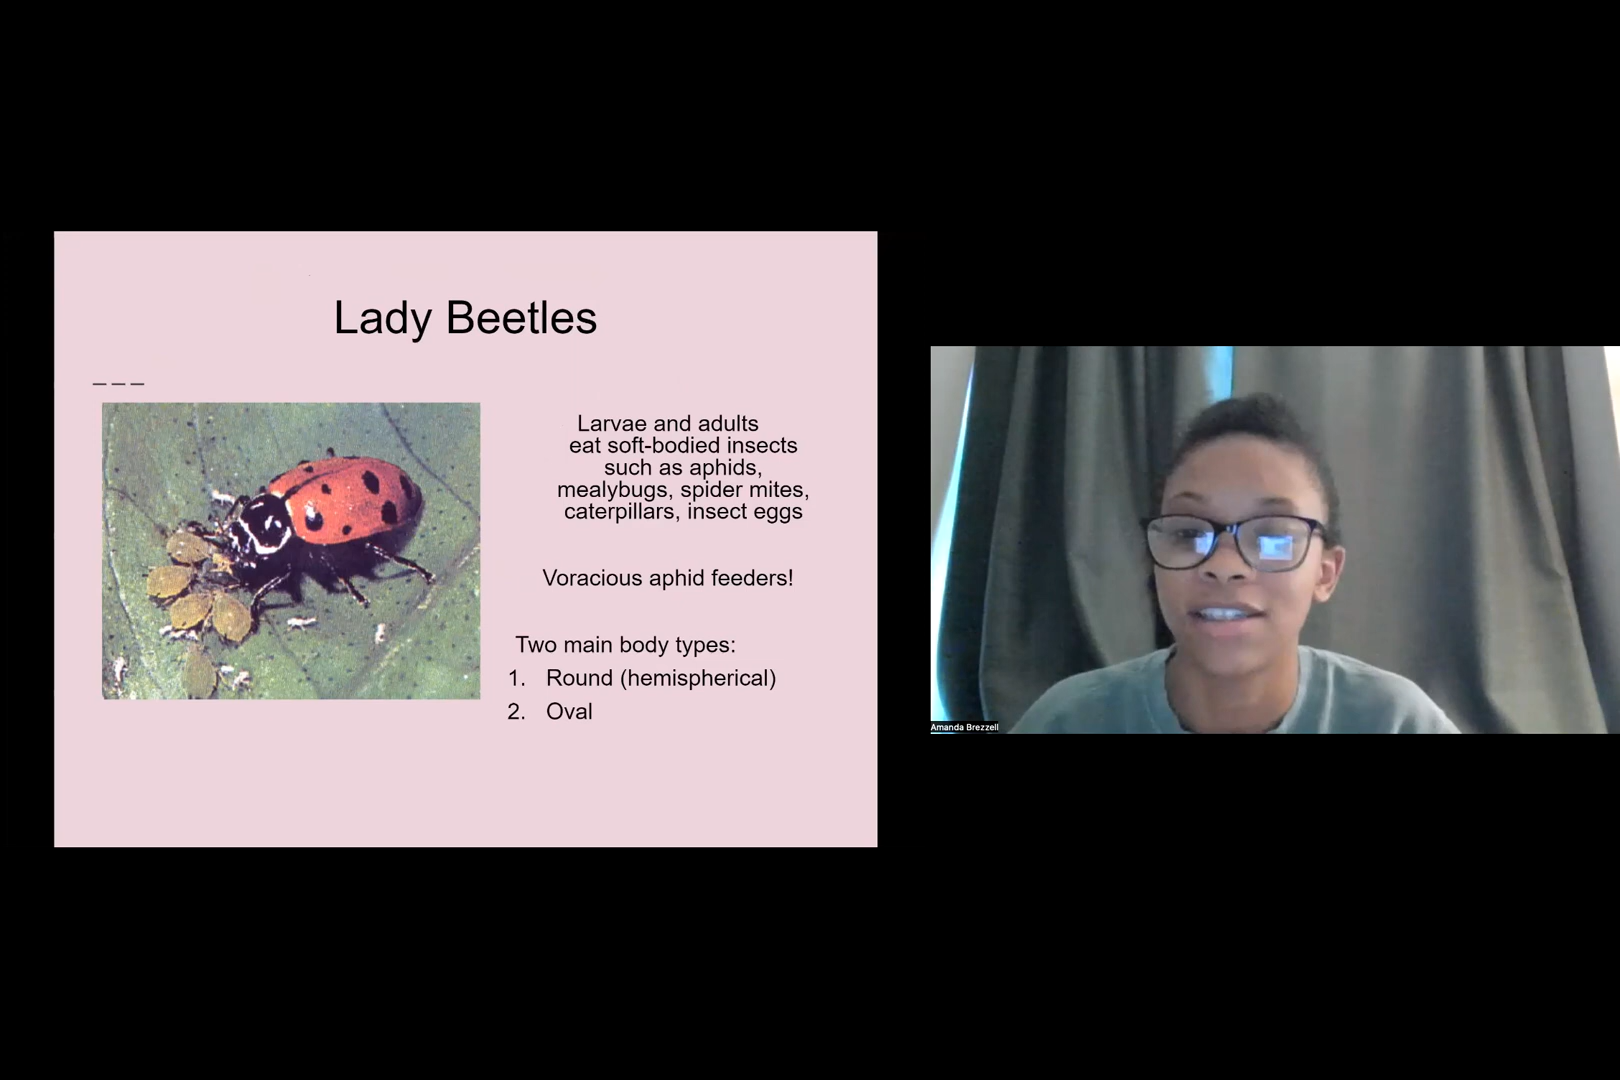 Lady Beetles
Larvae and adults
eat soft-bodied insects
such as aphids,
mealybugs, spider mites,
caterpillars, insect eggs
Voracious aphid feeders!
Two main body types:
1. Round (hemispherical)
2. Oval
Amanda Brezzell